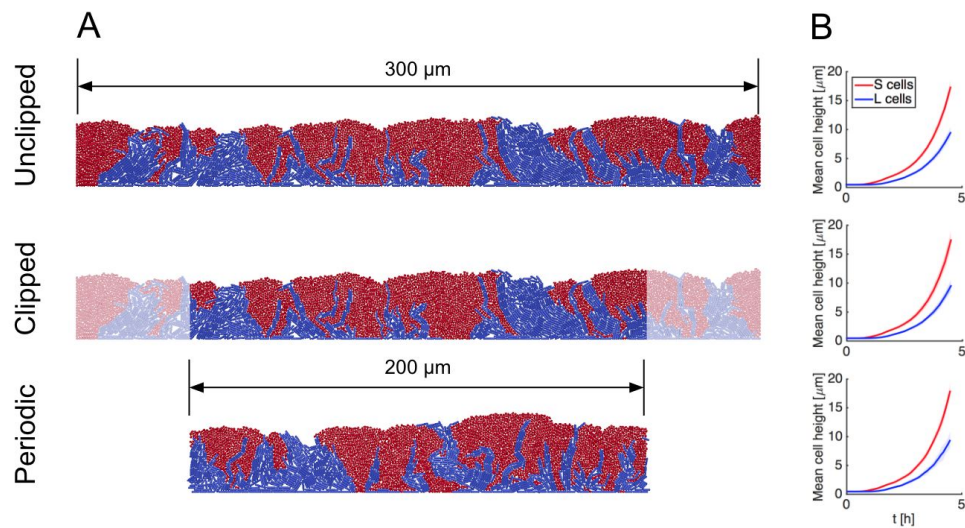 A
B
Unclipped
300 μm
Mean cell height [μm]
20
15
10
5
0
0
5
S cells
L cells
Clipped
Mean cell height [μm]
20
15
10
5
0
0
5
Periodic
200 μm
Mean cell height [μm]
20
15
10
5
0
0
5
t [h]